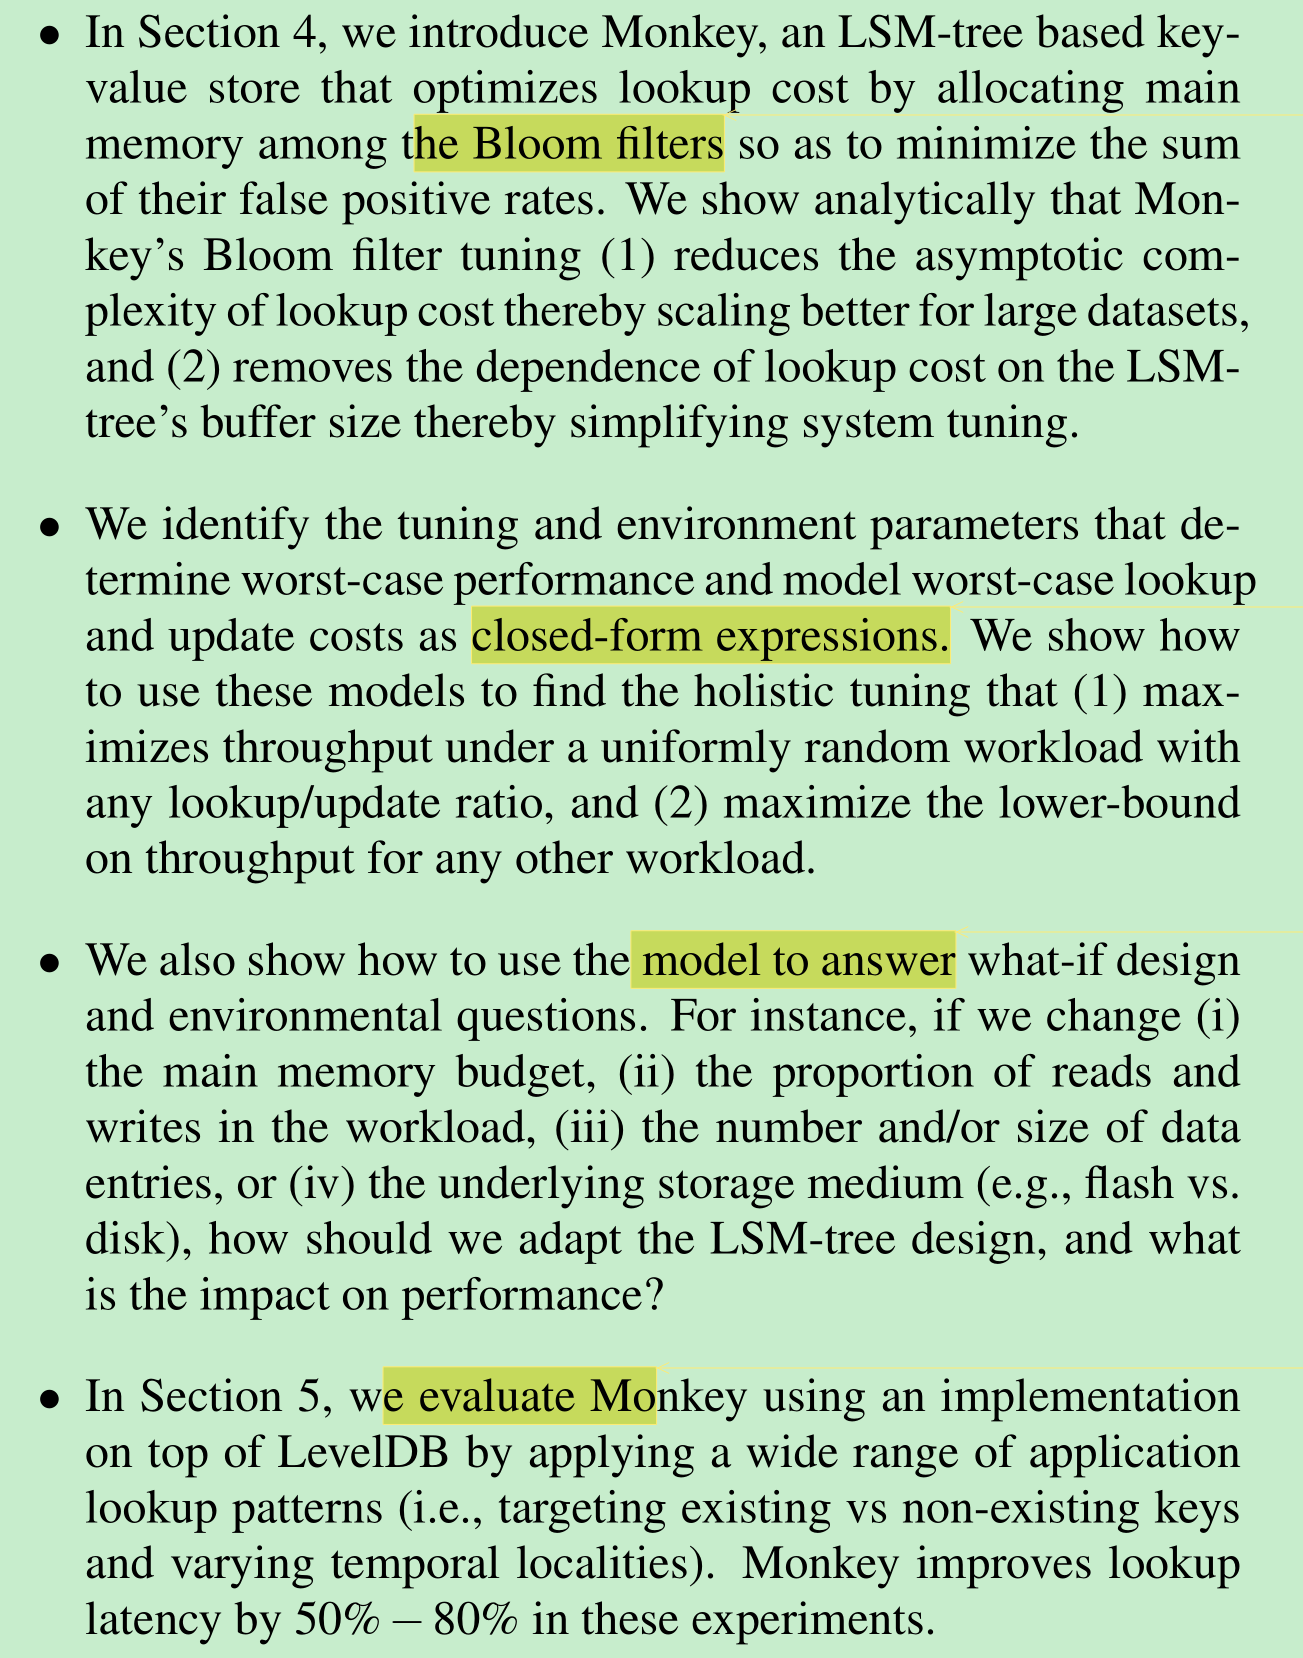 • In Section 4, we introduce Monkey, an LSM-tree based key-
value store that optimizes lookup cost by allocating main
memory among the Bloom filters so as to minimize the sum
of their false positive rates. We show analytically that Mon-
key's Bloom filter tuning (1) reduces the asymptotic com-
plexity of lookup cost thereby scaling better for large datasets,
and (2) removes the dependence of lookup cost on the LSM-
tree's buffer size thereby simplifying system tuning.
• We identify the tuning and environment parameters that de-
termine worst-case performance and model worst-case lookup
and update costs as closed-form expressions. We show how
to use these models to find the holistic tuning that (1) max-
imizes throughput under a uniformly random workload with
any lookup/update ratio, and (2) maximize the lower-bound
on throughput for any other workload.
• We also show how to use the model to answer what-if design
and environmental questions. For instance, if we change (i)
the main memory budget, (ii) the proportion of reads and
writes in the workload, (iii) the number and/or size of data
entries, or (iv) the underlying storage medium (e.g., flash vs.
disk), how should we adapt the LSM-tree design, and what
is the impact on performance?
• In Section 5, we evaluate Monkey using an implementation
on top of LevelDB by applying a wide range of application
lookup patterns (i.e., targeting existing vs non-existing keys
and varying temporal localities). Monkey improves lookup
latency by 50% – 80% in these experiments.